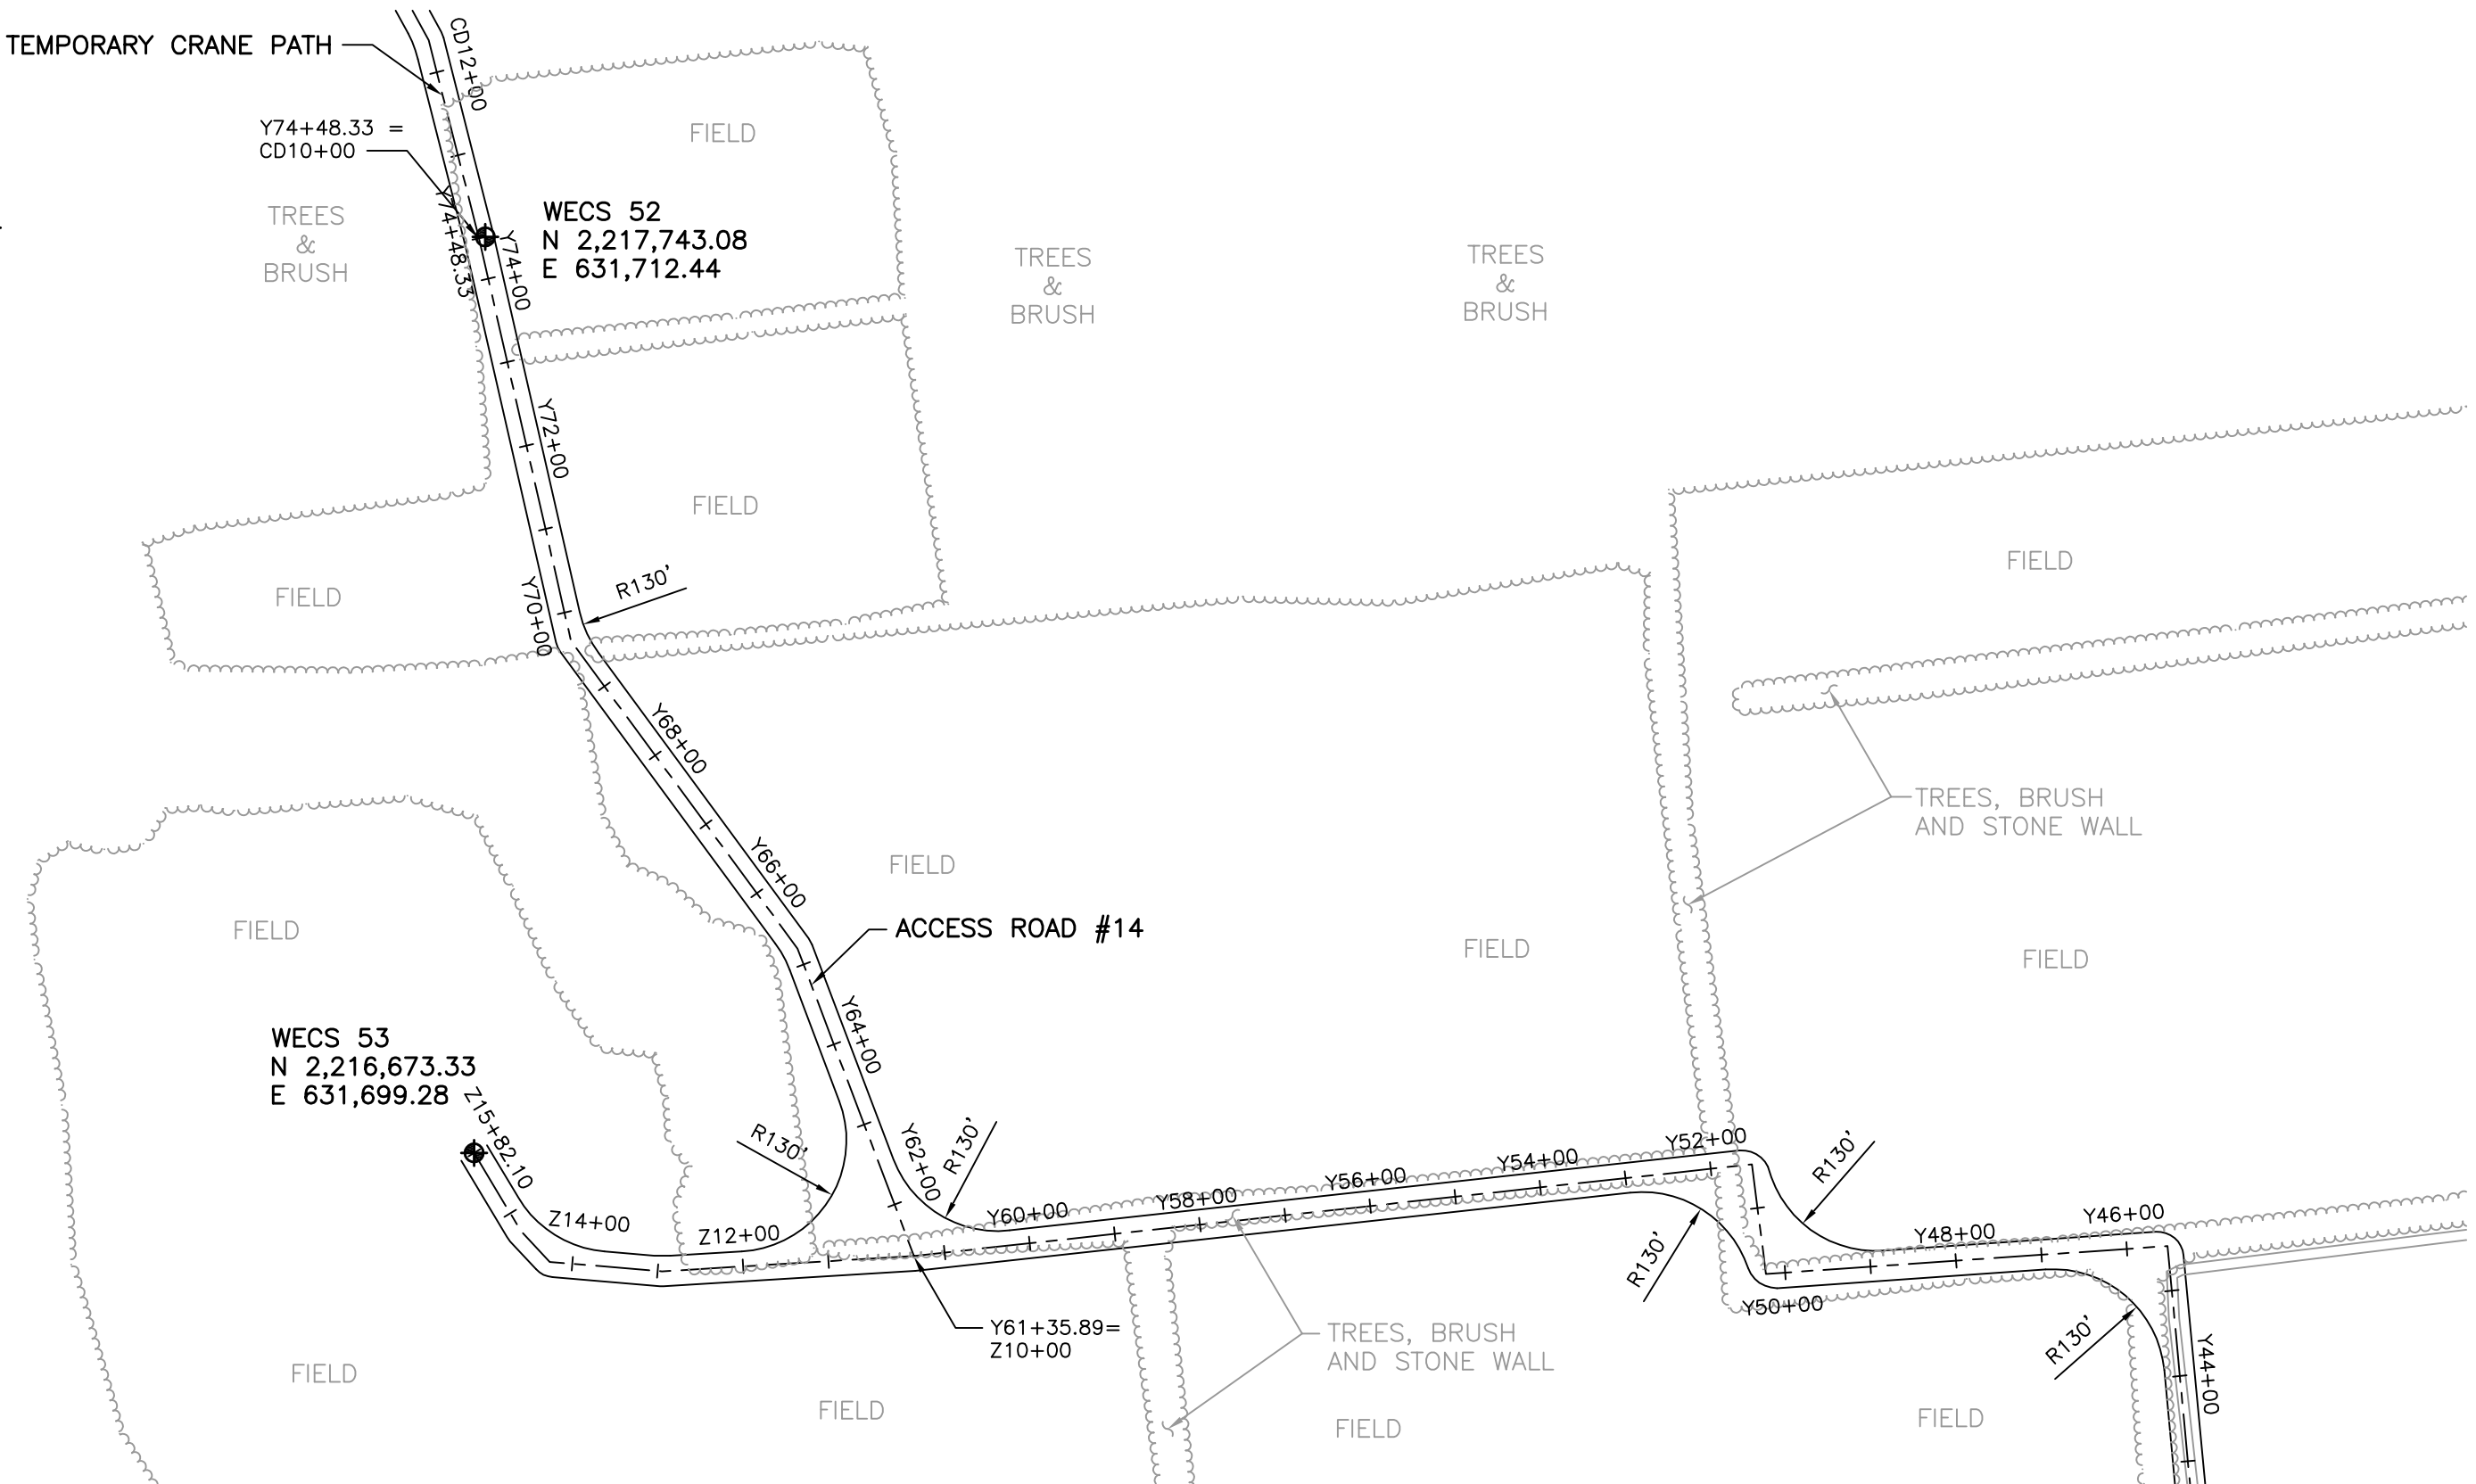 TEMPORARY CRANE PATH
CD12+00
Y74+48.33 =
CD10+00
FIELD
TREES
&
BRUSH
Y74+48.33
Y74+00
WECS 52
N 2,217,743.08
E 631,712.44
TREES
&
BRUSH
TREES
&
BRUSH
Y72+00
FIELD
FIELD
FIELD
Y70+00
R130'
Y68+00
TREES, BRUSH
AND STONE WALL
Y66+00
FIELD
FIELD
ACCESS ROAD #14
FIELD
FIELD
Y64+00
WECS 53
N 2,216,673.33
E 631,699.28
Z15+82.10
R130'
Y62+00
R130'
Z14+00
Z12+00
Y60+00
Y58+00
Y56+00
Y54+00
Y52+00
R130'
R130'
Y50+00
Y48+00
Y46+00
R130'
Y44+00
Y61+35.89=
Z10+00
TREES, BRUSH
AND STONE WALL
FIELD
FIELD
FIELD
FIELD